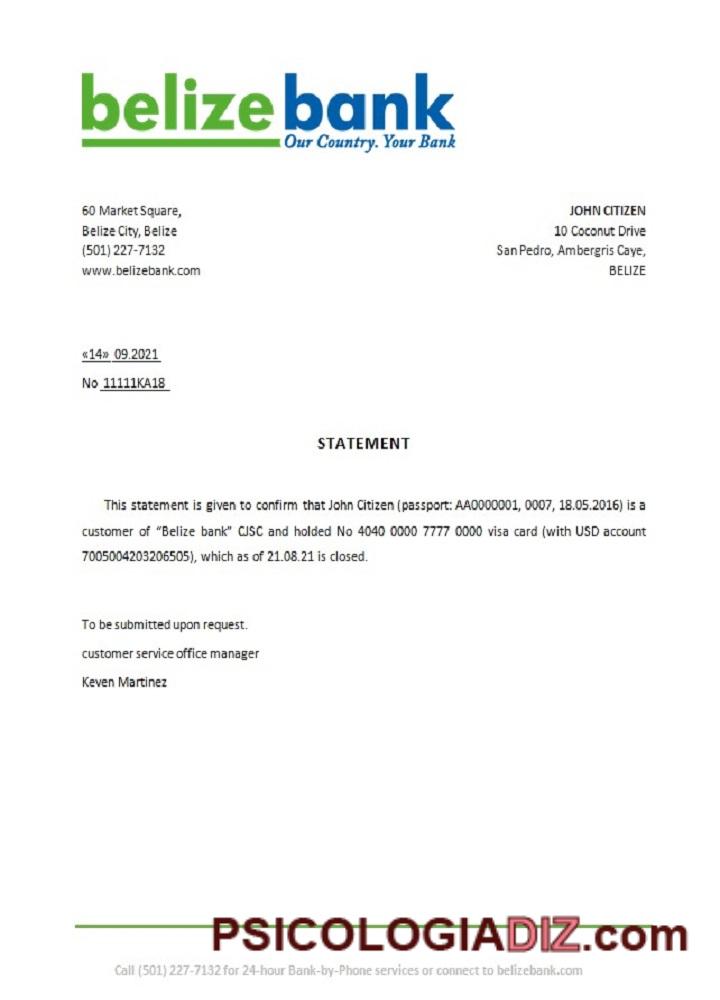 belizebank
Our Country. Your Bank
60 Market Square,
Belize City, Belize
(501) 227-7132
www.belizebank.com
JOHN CITIZEN
10 Coconut Drive
San Pedro, Ambergris Caye,
BELIZE
«14» 09.2021
No 11111KA18
STATEMENT
This statement is given to confirm that John Citizen (passport: AA0000001, 0007, 18.05.2016) is a
customer of “Belize bank” CJSC and holded No 4040 0000 7777 0000 visa card (with USD account
7005004203206505), which as of 21.08.21 is closed.
To be submitted upon request.
customer service office manager
Keven Martinez
PSICOLOGIADIZ.com
Call (501) 227-7132 for 24-hour Bank-by-Phone services or connect to belizebank.com